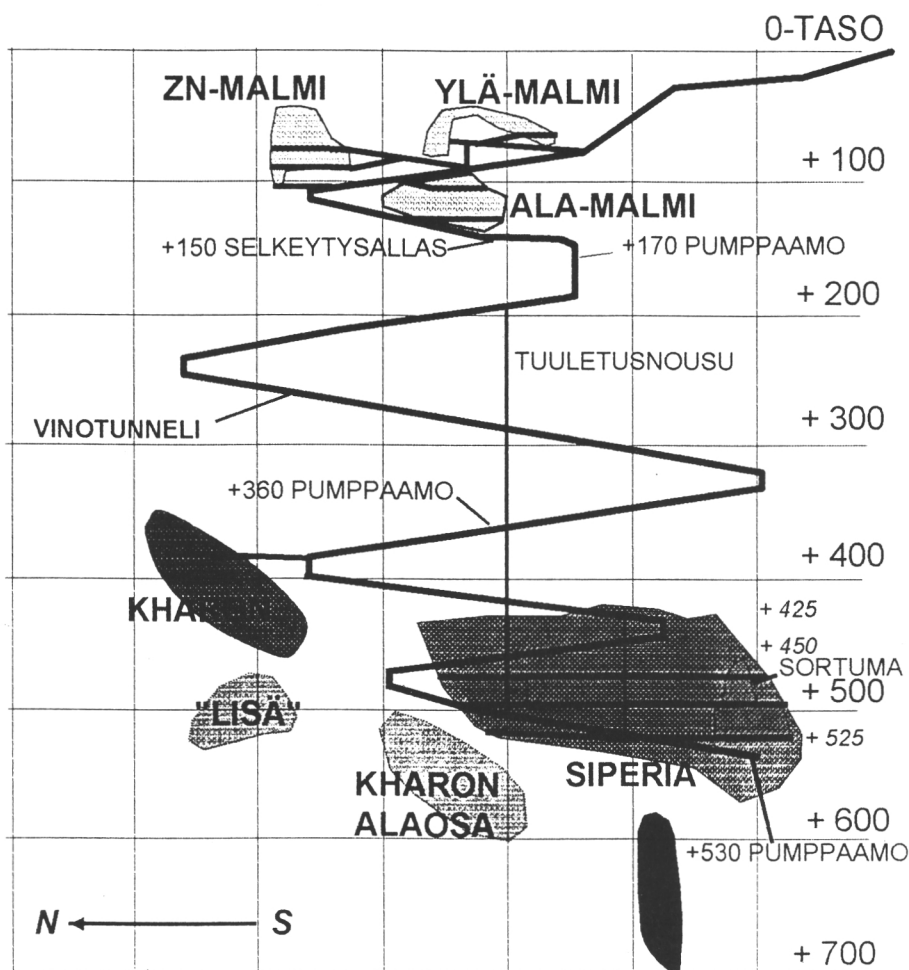 0-TASO
ZN-MALMI
YLÄ-MALMI
+ 100
ALA-MALMI
+150 SELKEYTYSALLAS
+170 PUMPPAAMO
+ 200
TUULETUSNOUSU
+ 300
VINOTUNNELI
+360 PUMPPAAMO
+ 400
KHARON
+ 425
+ 450
SORTUMA
+ 500
"LISÄ"
+ 525
SIPERIA
KHARON
ALAOSA
+ 600
+530 PUMPPAAMO
N
S
+ 700